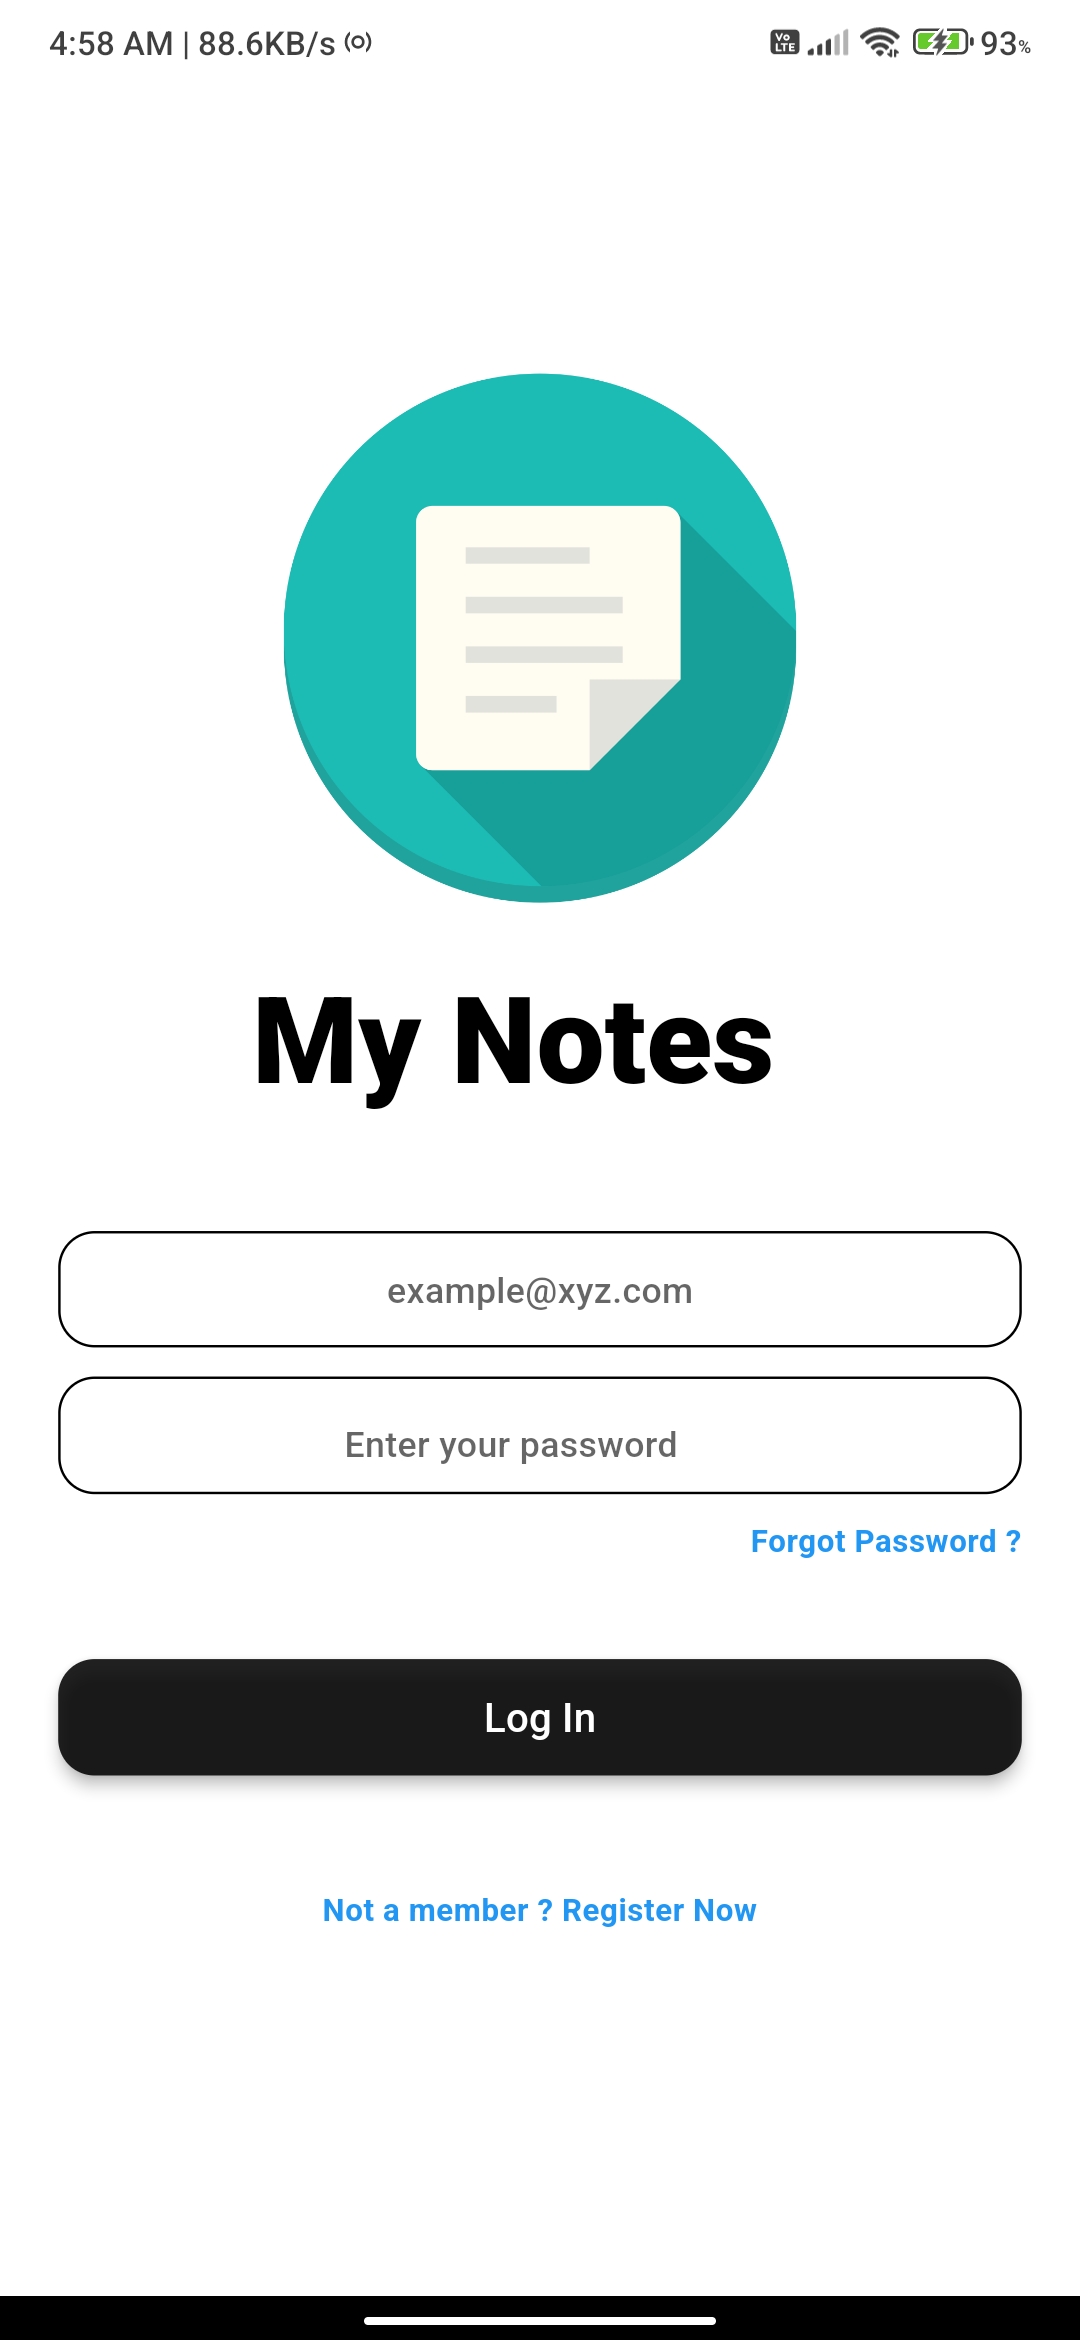 4:58 AM | 88.6KB/s
Vo LTE
93%
My Notes
example@xyz.com
Enter your password
Forgot Password ?
Log In
Not a member ? Register Now